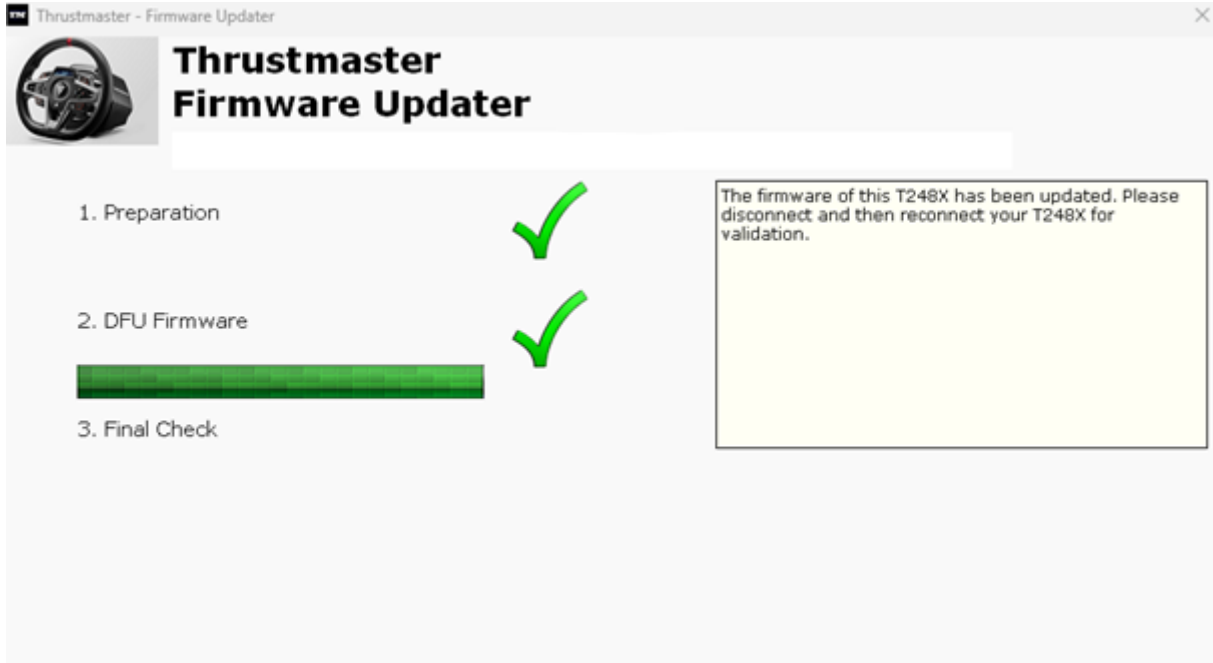 Thrustmaster - Firmware Updater
Thrustmaster
Firmware Updater
1. Preparation
The firmware of this T248X has been updated. Please
disconnect and then reconnect your T248X for
validation.
2. DFU Firmware
3. Final Check